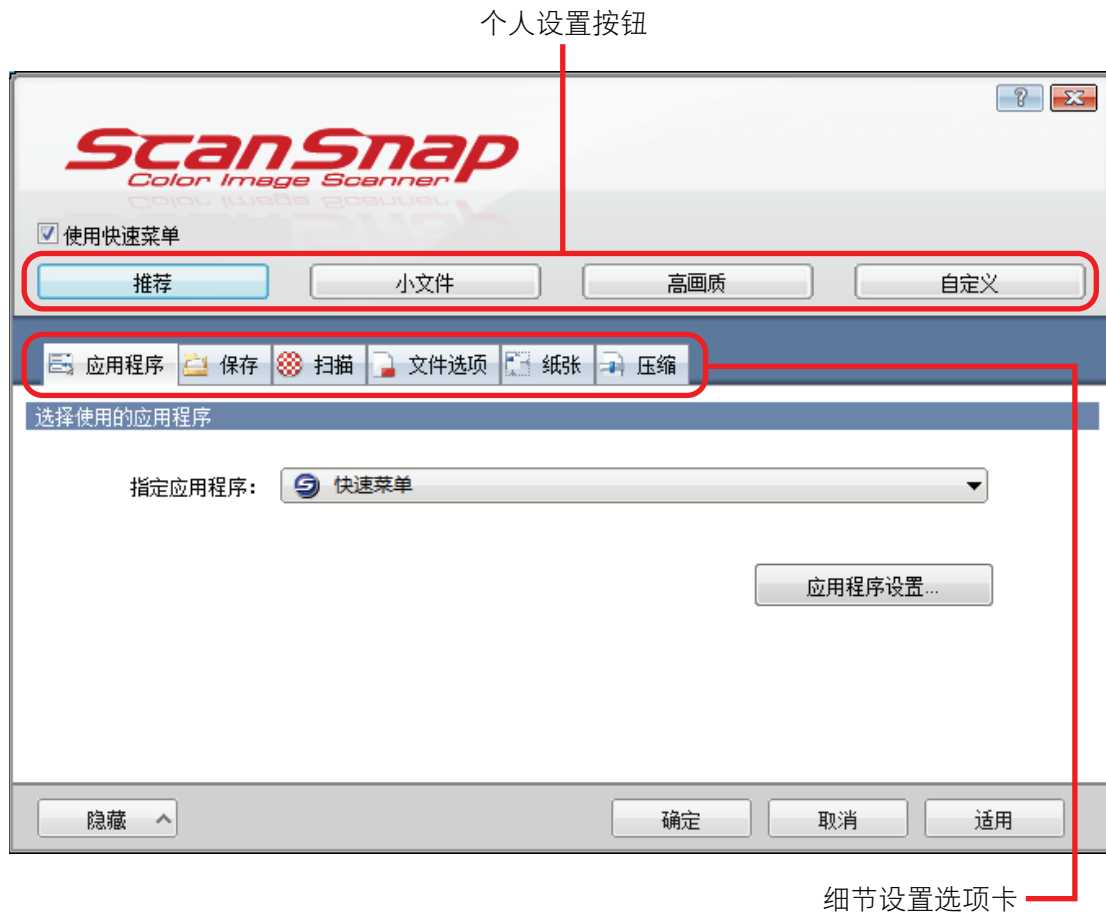 个人设置按钮
ScanSnap
Color Image Scanner
使用快速菜单
推荐 小文件 高画质 自定义
应用程序 保存 扫描 文件选项 纸张 压缩
选择使用的应用程序
指定应用程序: 快速菜单
应用程序设置...
隐藏 确定 取消 适用
细节设置选项卡